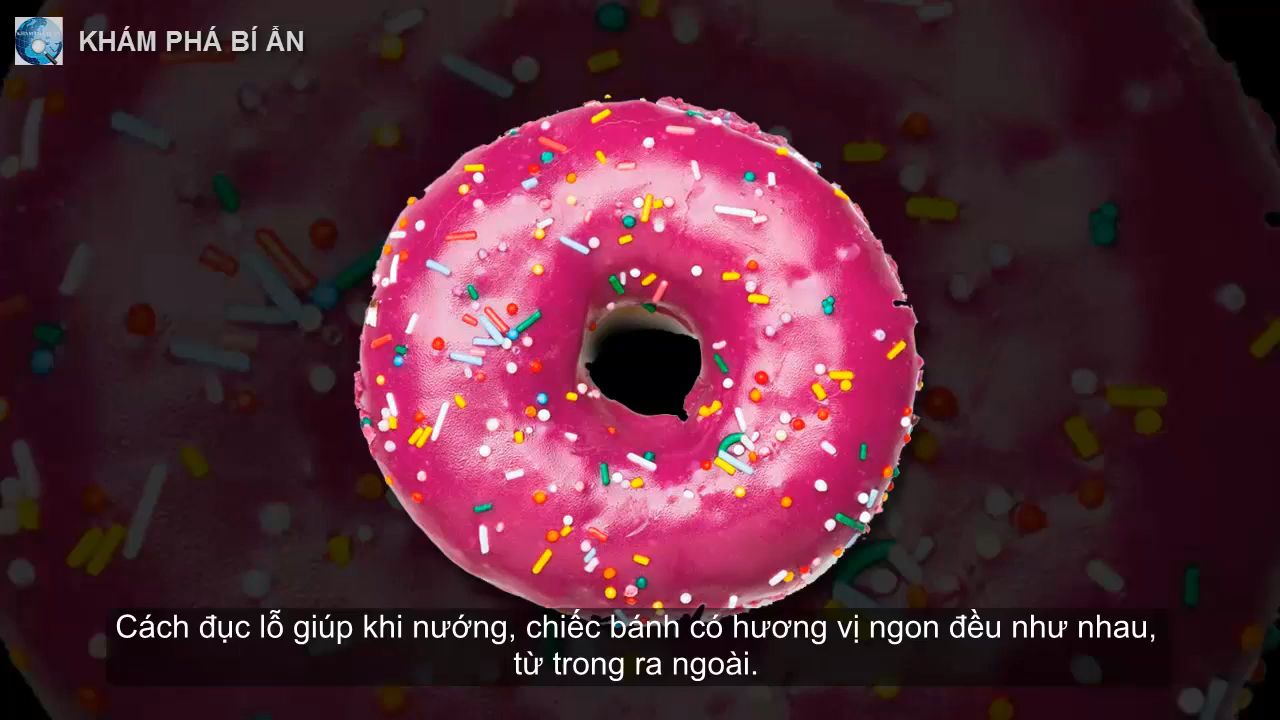 KHÁM PHÁ BÍ ẨN
Cách đục lỗ giúp khi nướng, chiếc bánh có hương vị ngon đều như nhau,
từ trong ra ngoài.